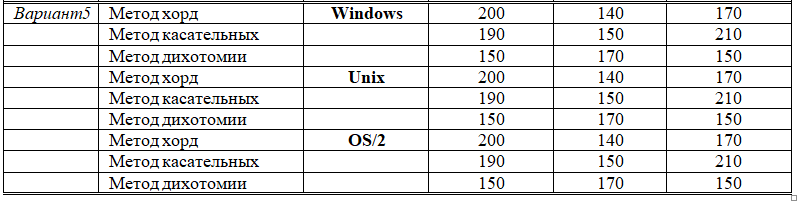 Вариант5 Метод хорд Windows 200 140 170
Метод касательных 190 150 210
Метод дихотомии 150 170 150
Метод хорд Unix 200 140 170
Метод касательных 190 150 210
Метод дихотомии 150 170 150
Метод хорд OS/2 200 140 170
Метод касательных 190 150 210
Метод дихотомии 150 170 150